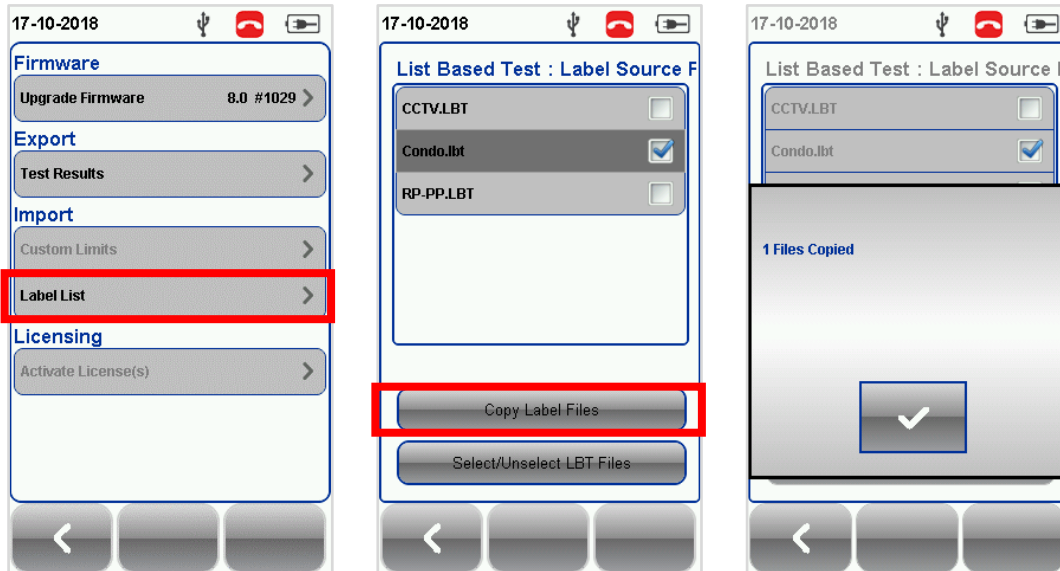 17-10-2018
Firmware
Upgrade Firmware 8.0 #1029
Export
Test Results
Import
Custom Limits
Label List
Licensing
Activate License(s)
17-10-2018
List Based Test : Label Source F
CCTV.LBT
Condo.lbt
RP-PP.LBT
Copy Label Files
Select/Unselect LBT Files
17-10-2018
List Based Test : Label Source
CCTV.LBT
Condo.lbt
1 Files Copied